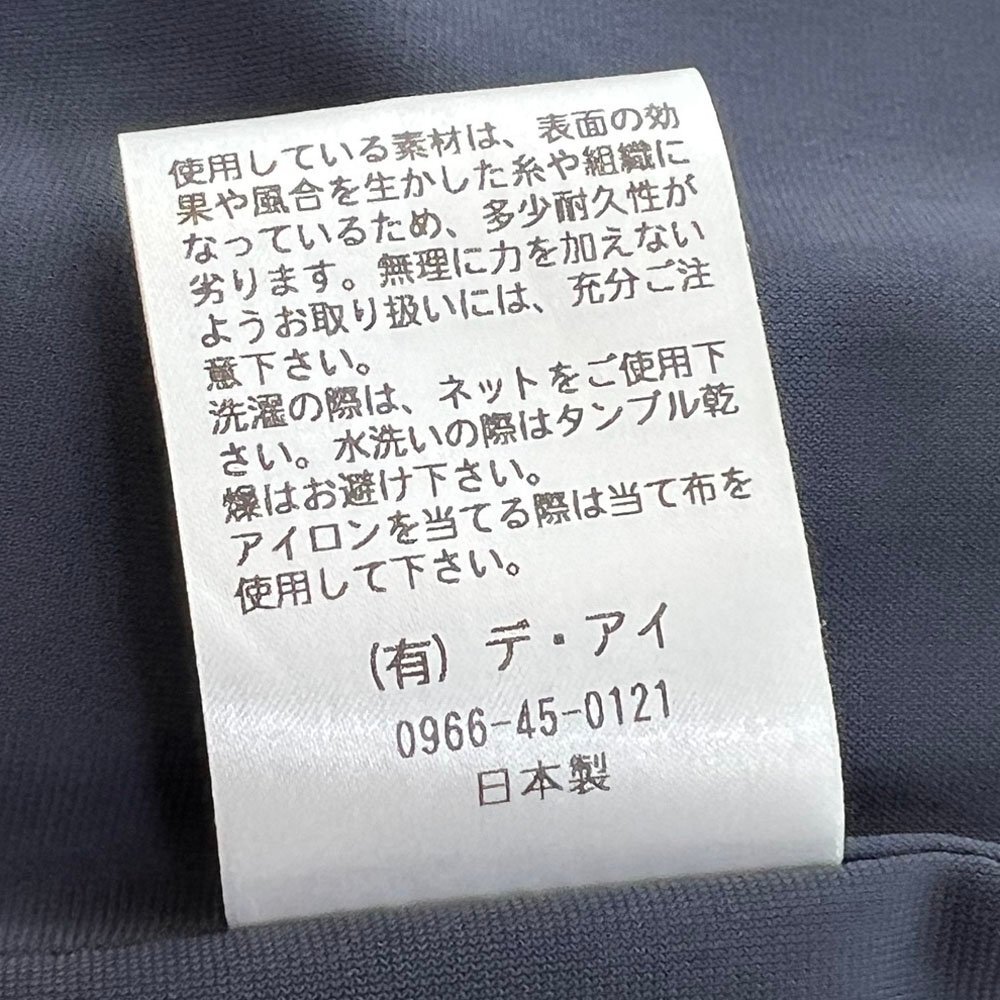 使用している素材は、表面の効
果や風合を生かした糸や組織に
なっているため、多少耐久性が
劣ります。無理に力を加えない
ようお取り扱いには、充分ご注
意下さい。
洗濯の際は、ネットをご使用下
さい。水洗いの際はタンブル乾
燥はお避け下さい。
アイロンを当てる際は当て布を
使用して下さい。
(有) デ・アイ
0966-45-0121
日本製